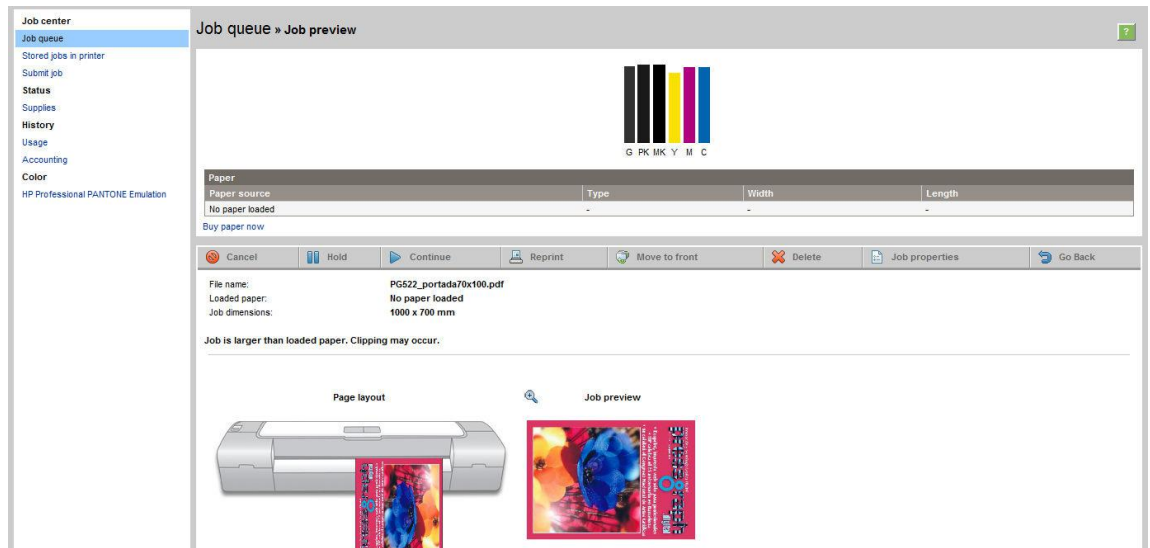 Job center
Job queue
Stored jobs in printer
Submit job
Status
Supplies
History
Usage
Accounting
Color
HP Professional PANTONE Emulation
Job queue » Job preview
?
G PK MK Y M C
Paper
Paper source Type Width Length
No paper loaded - - -
Buy paper now
Cancel Hold Continue Reprint Move to front Delete Job properties Go Back
File name: PG522_portada70x100.pdf
Loaded paper: No paper loaded
Job dimensions: 1000 x 700 mm
Job is larger than loaded paper. Clipping may occur.
Page layout Job preview